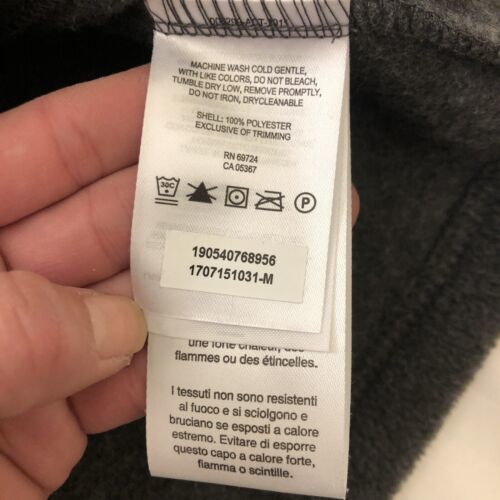 MACHINE WASH COLD GENTLE,
WITH LIKE COLORS, DO NOT BLEACH,
TUMBLE DRY LOW, REMOVE PROMPTLY,
DO NOT IRON, DRYCLEANABLE
SHELL: 100% POLYESTER
EXCLUSIVE OF TRIMMING
RN 69724
CA 05367
30C
P
190540768956
1707151031-M
une forte chaleur, des
flammes ou des étincelles.
I tessuti non sono resistenti
al fuoco e si sciolgono e
bruciano se esposti a calore
estremo. Evitare di esporre
questo capo a calore forte,
fiamma o scintille.